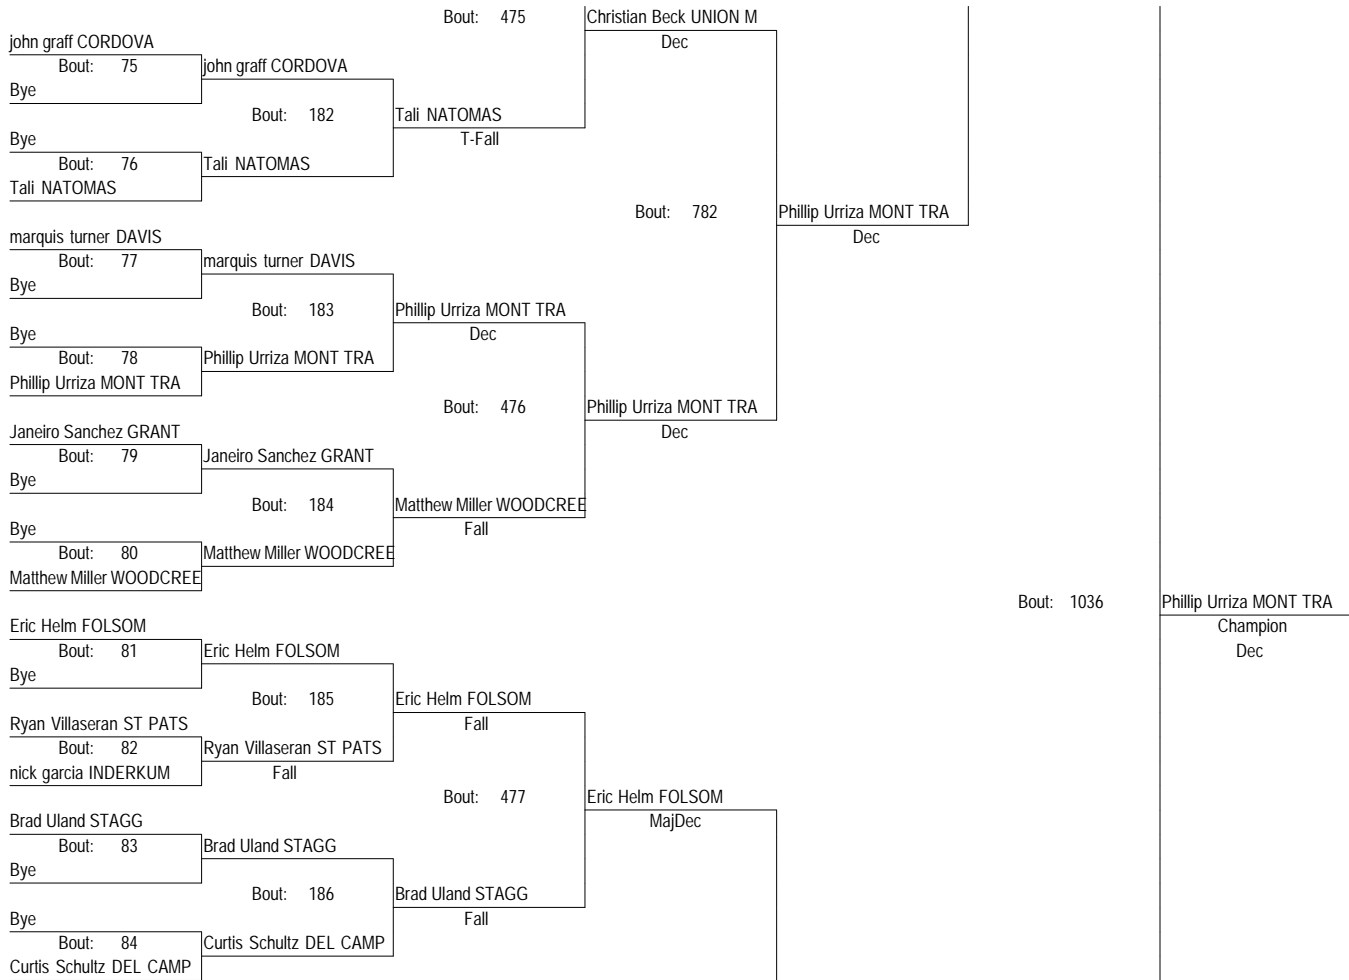 Bout: 475 Christian Beck UNION M
john graff CORDOVA Dec
Bout: 75 john graff CORDOVA
Bye
Bout: 182 Tali NATOMAS
Bye T-Fall
Bout: 76 Tali NATOMAS
Tali NATOMAS
Bout: 782 Phillip Urriza MONT TRA
marquis turner DAVIS Dec
Bout: 77 marquis turner DAVIS
Bye
Bout: 183 Phillip Urriza MONT TRA
Bye Dec
Bout: 78 Phillip Urriza MONT TRA
Phillip Urriza MONT TRA
Bout: 476 Phillip Urriza MONT TRA
Janeiro Sanchez GRANT Dec
Bout: 79 Janeiro Sanchez GRANT
Bye
Bout: 184 Matthew Miller WOODCREE
Bye Fall
Bout: 80 Matthew Miller WOODCREE
Matthew Miller WOODCREE
Bout: 1036 Phillip Urriza MONT TRA
Eric Helm FOLSOM Champion
Bout: 81 Eric Helm FOLSOM Dec
Bye
Bout: 185 Eric Helm FOLSOM
Ryan Villaseran ST PATS Fall
Bout: 82 Ryan Villaseran ST PATS
nick garcia INDERKUM Fall
Bout: 477 Eric Helm FOLSOM
Brad Uland STAGG MajDec
Bout: 83 Brad Uland STAGG
Bye
Bout: 186 Brad Uland STAGG
Bye Fall
Bout: 84 Curtis Schultz DEL CAMP
Curtis Schultz DEL CAMP